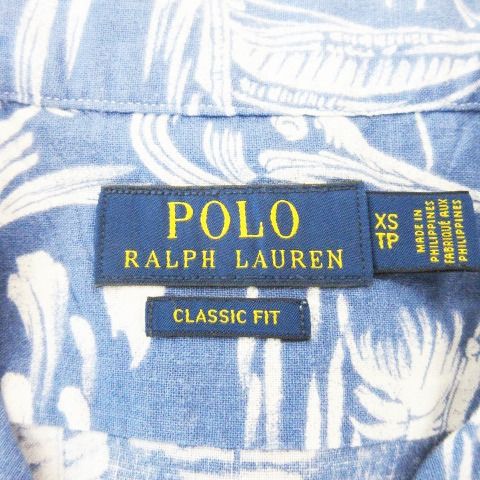 POLO
RALPH LAUREN
XS
TP
MADE IN
PHILIPPINES
FABRIQUÉ AUX
PHILIPPINES
CLASSIC FIT